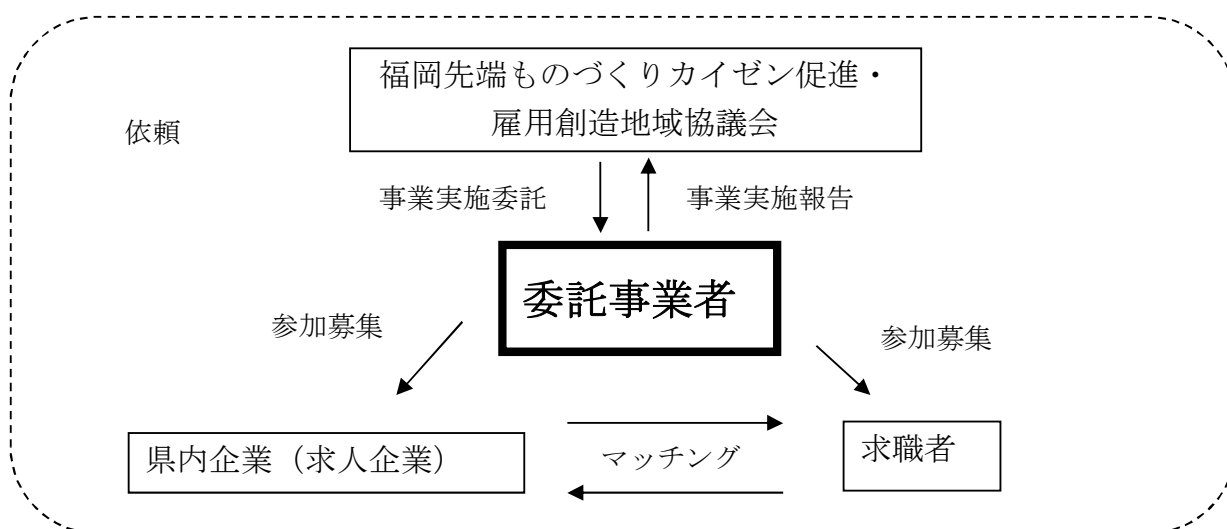 福岡先端ものづくりカイゼン促進・
雇用創造地域協議会
依頼
事業実施委託
事業実施報告
委託事業者
参加募集
参加募集
県内企業（求人企業）
マッチング
求職者